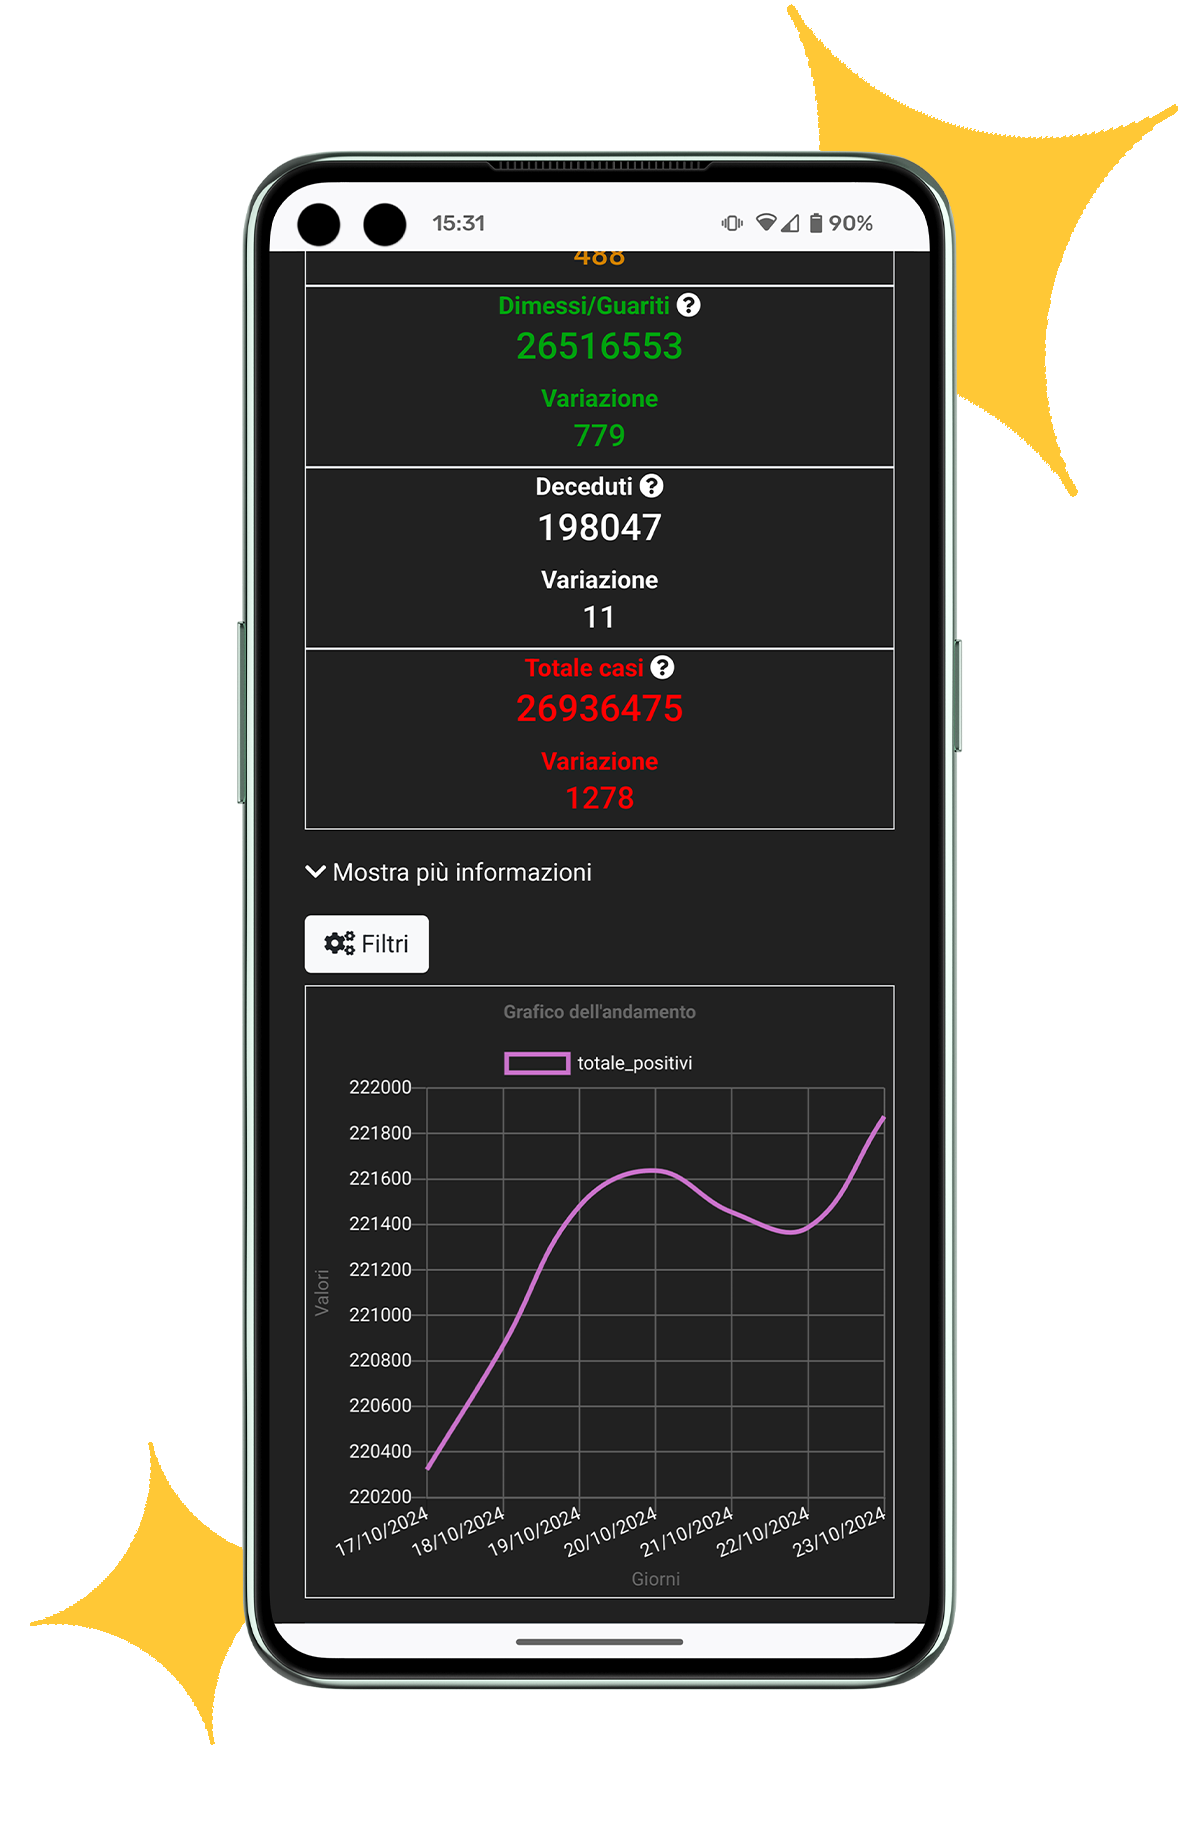 15:31 90%
488
Dimessi/Guariti ?
26516553
Variazione
779
Deceduti ?
198047
Variazione
11
Totale casi ?
26936475
Variazione
1278
Mostra più informazioni
Filtri
Grafico dell'andamento
totale_positivi
222000
221800
221600
221400
221200
221000
220800
220600
220400
220200
Valori
17/10/2024
18/10/2024
19/10/2024
20/10/2024
21/10/2024
22/10/2024
23/10/2024
Giorni